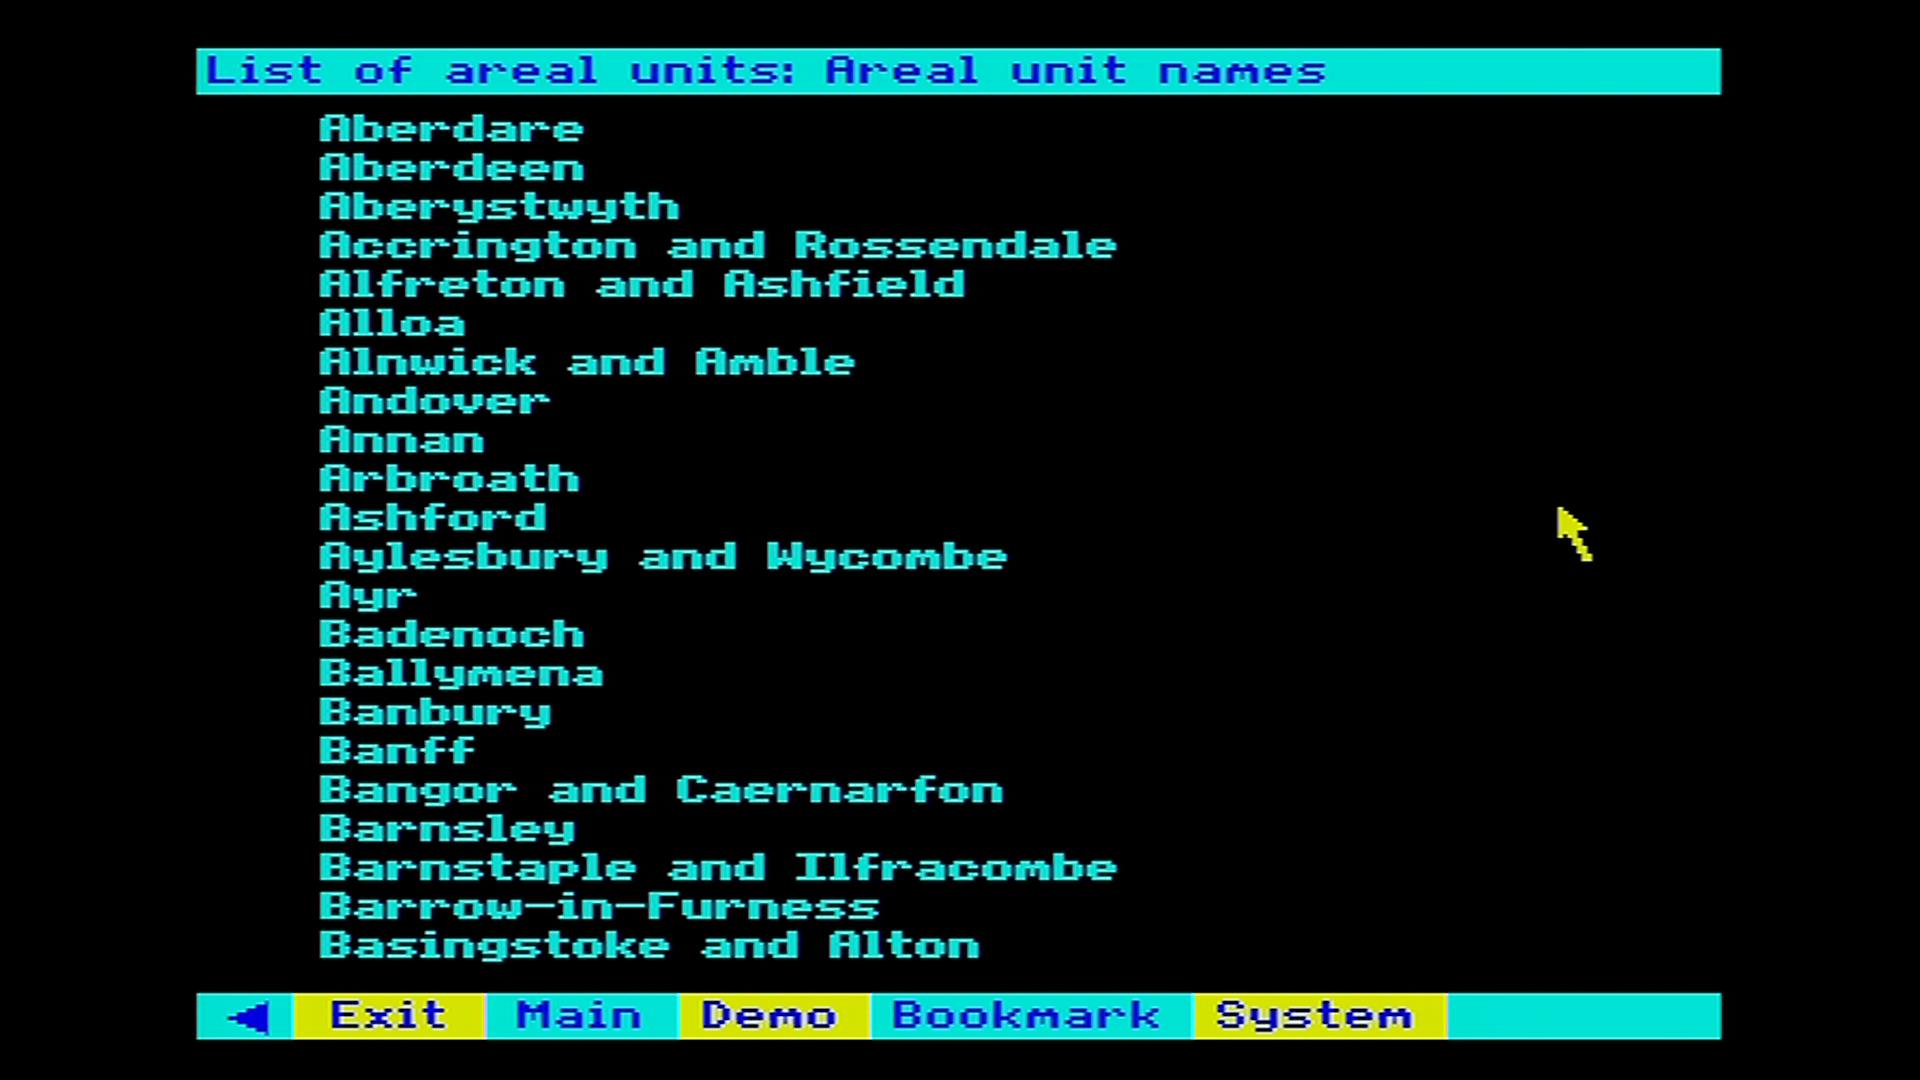 List of areal units: Areal unit names
Aberdare
Aberdeen
Aberystwyth
Accrington and Rossendale
Alfreton and Ashfield
Alloa
Alnwick and Amble
Andover
Annan
Arbroath
Ashford
Aylesbury and Wycombe
Ayr
Badenoch
Ballymena
Banbury
Banff
Bangor and Caernarfon
Barnsley
Barnstaple and Ilfracombe
Barrow-in-Furness
Basingstoke and Alton
Exit Main Demo Bookmark System